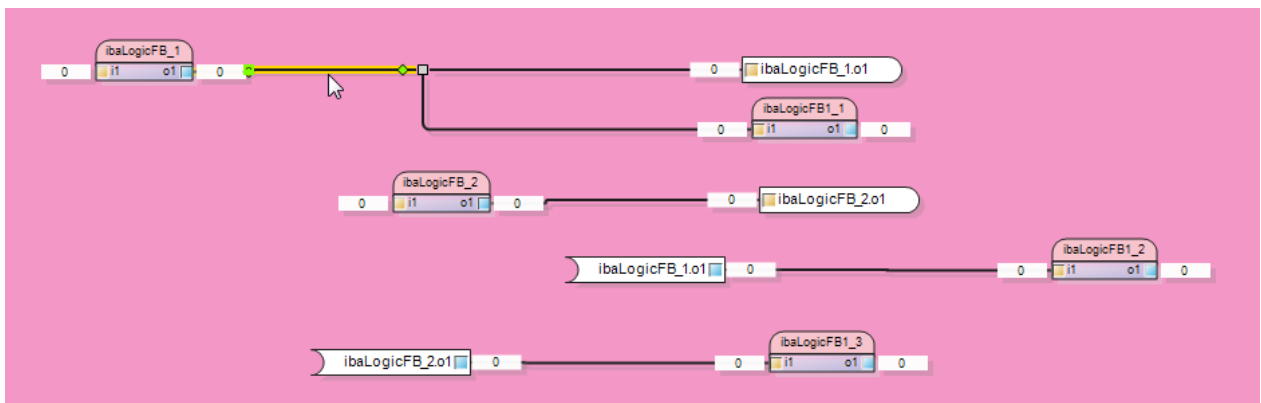 ibaLogicFB_1
0 i1 o1 0 0 ibaLogicFB_1.o1
ibaLogicFB1_1
0 i1 o1 0
ibaLogicFB_2
0 i1 o1 0 0 ibaLogicFB_2.o1
ibaLogicFB1_2
ibaLogicFB_1.o1 0 0 i1 o1 0
ibaLogicFB1_3
ibaLogicFB_2.o1 0 0 i1 o1 0